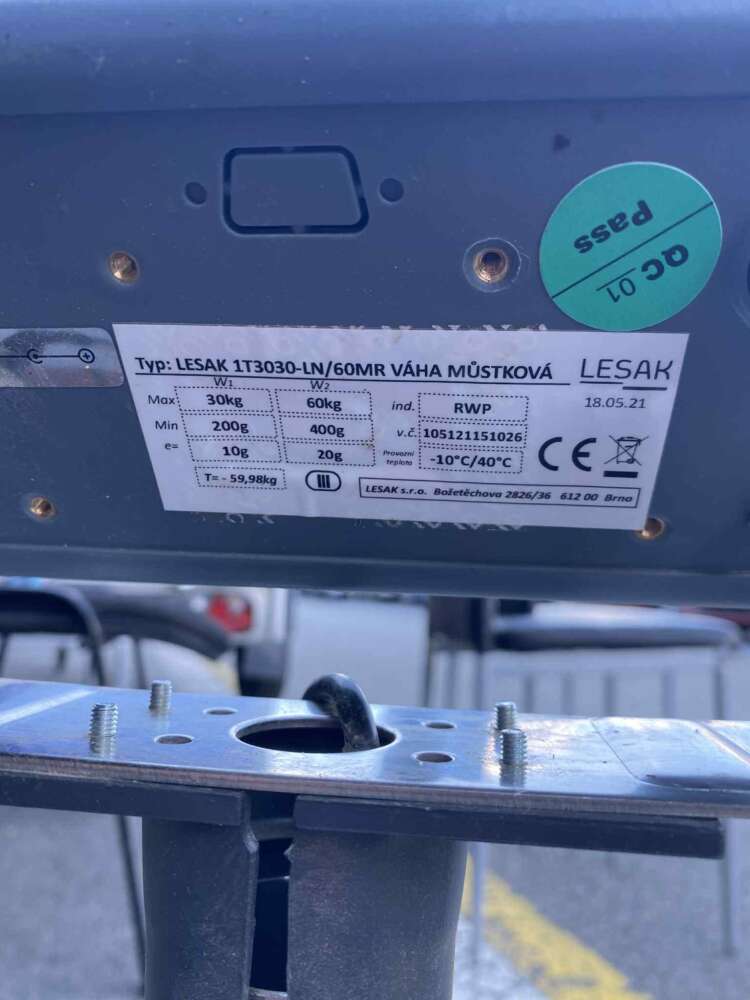 Pass
QC 01
Typ: LESAK 1T3030-LN/60MR VÁHA MŮSTKOVÁ
LESAK
18.05.21
W1 W2
Max 30kg 60kg
Min 200g 400g
e= 10g 20g
T= - 59,98kg
III
ind. RWP
v.č. 105121151026
Provozní teplota -10°C/40°C
CE
LESAK s.r.o. Božetěchova 2826/36 612 00 Brno